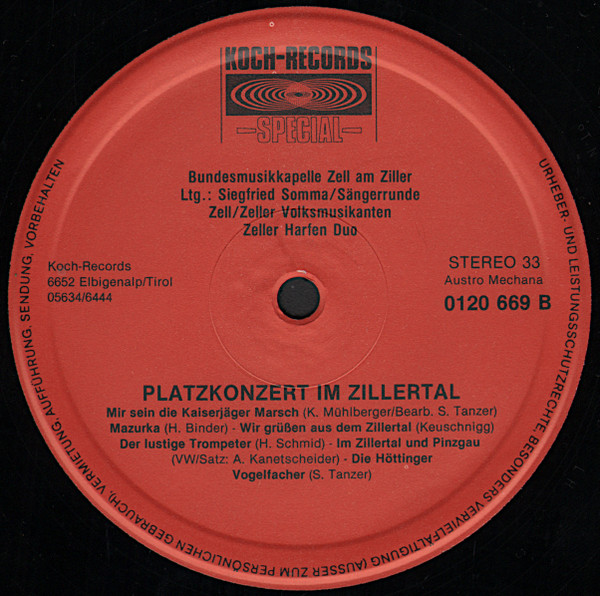 KOCH-RECORDS
SPECIAL
Bundesmusikkapelle Zell am Ziller
Ltg.: Siegfried Somma/Sängerrunde
Zell/Zeller Volksmusikanten
Zeller Harfen Duo
Koch-Records
6652 Elbigenalp/Tirol
05634/6444
STEREO 33
Austro Mechana
0120 669 B
PLATZKONZERT IM ZILLERTAL
Mir sein die Kaiserjäger Marsch (K. Mühlberger/Bearb. S. Tanzer)
Mazurka (H. Binder) - Wir grüßen aus dem Zillertal (Keuschnigg)
Der lustige Trompeter (H. Schmid) - Im Zillertal und Pinzgau
(VW/Satz: A. Kanetscheider) - Die Höttinger
Vogelfacher (S. Tanzer)
URHEBER- UND LEISTUNGSSCHUTZRECHTE, BESONDERS VERVIELFÄLTIGUNG (AUSSER ZUM PERSÖNLICHEN GEBRAUCH), VERMIETUNG, AUFFÜHRUNG, SENDUNG, VORBEHALTEN